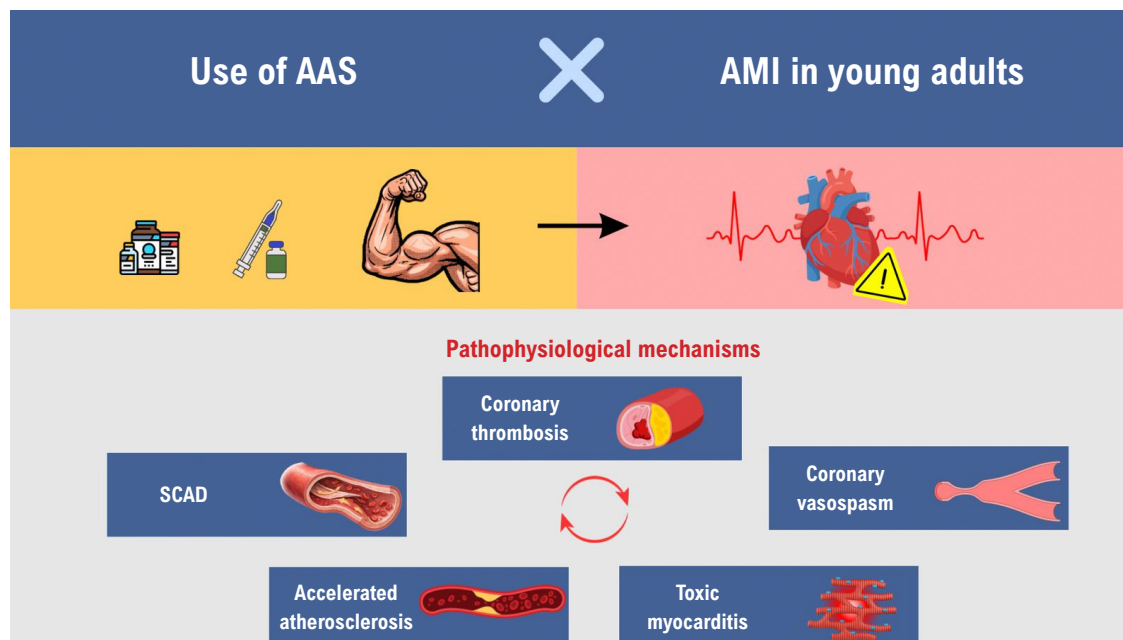 Use of AAS
AMI in young adults
Pathophysiological mechanisms
Coronary
thrombosis
SCAD
Coronary
vasospasm
Accelerated
atherosclerosis
Toxic
myocarditis